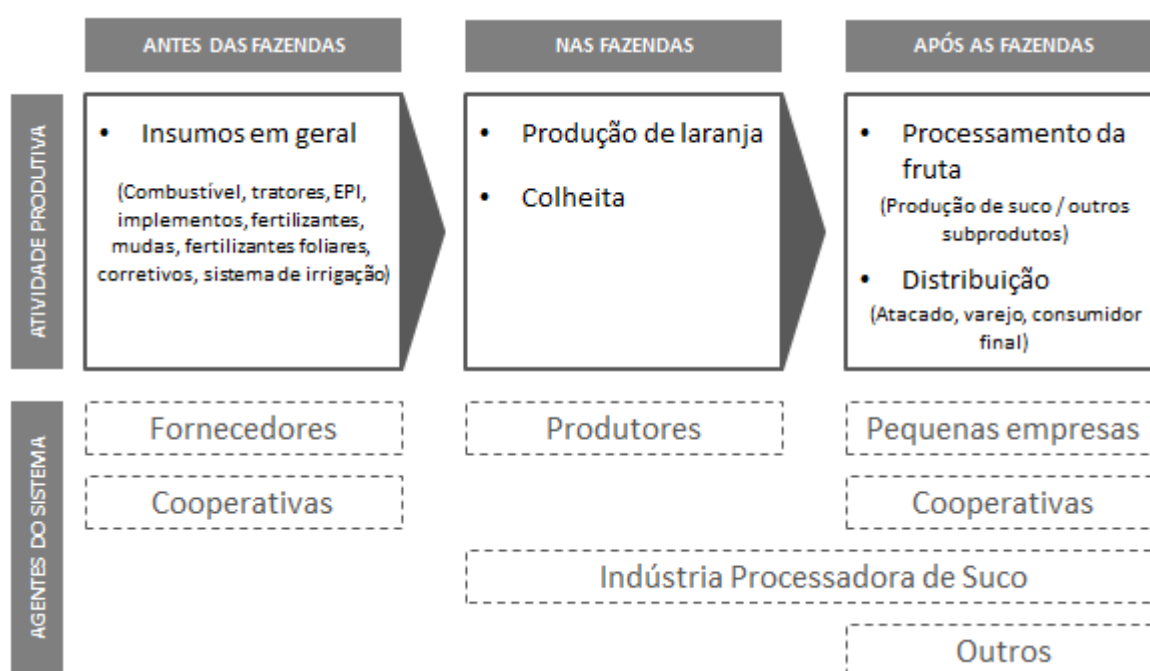 ANTES DAS FAZENDAS
NAS FAZENDAS
APÓS AS FAZENDAS
ATIVIDADE PRODUTIVA
• Insumos em geral
(Combustível, tratores, EPI,
implementos, fertilizantes,
mudas, fertilizantes foliares,
corretivos, sistema de irrigação)
• Produção de laranja
• Colheita
• Processamento da
fruta
(Produção de suco / outros
subprodutos)
• Distribuição
(Atacado, varejo, consumidor
final)
AGENTES DO SISTEMA
Fornecedores
Produtores
Pequenas empresas
Cooperativas
Cooperativas
Indústria Processadora de Suco
Outros